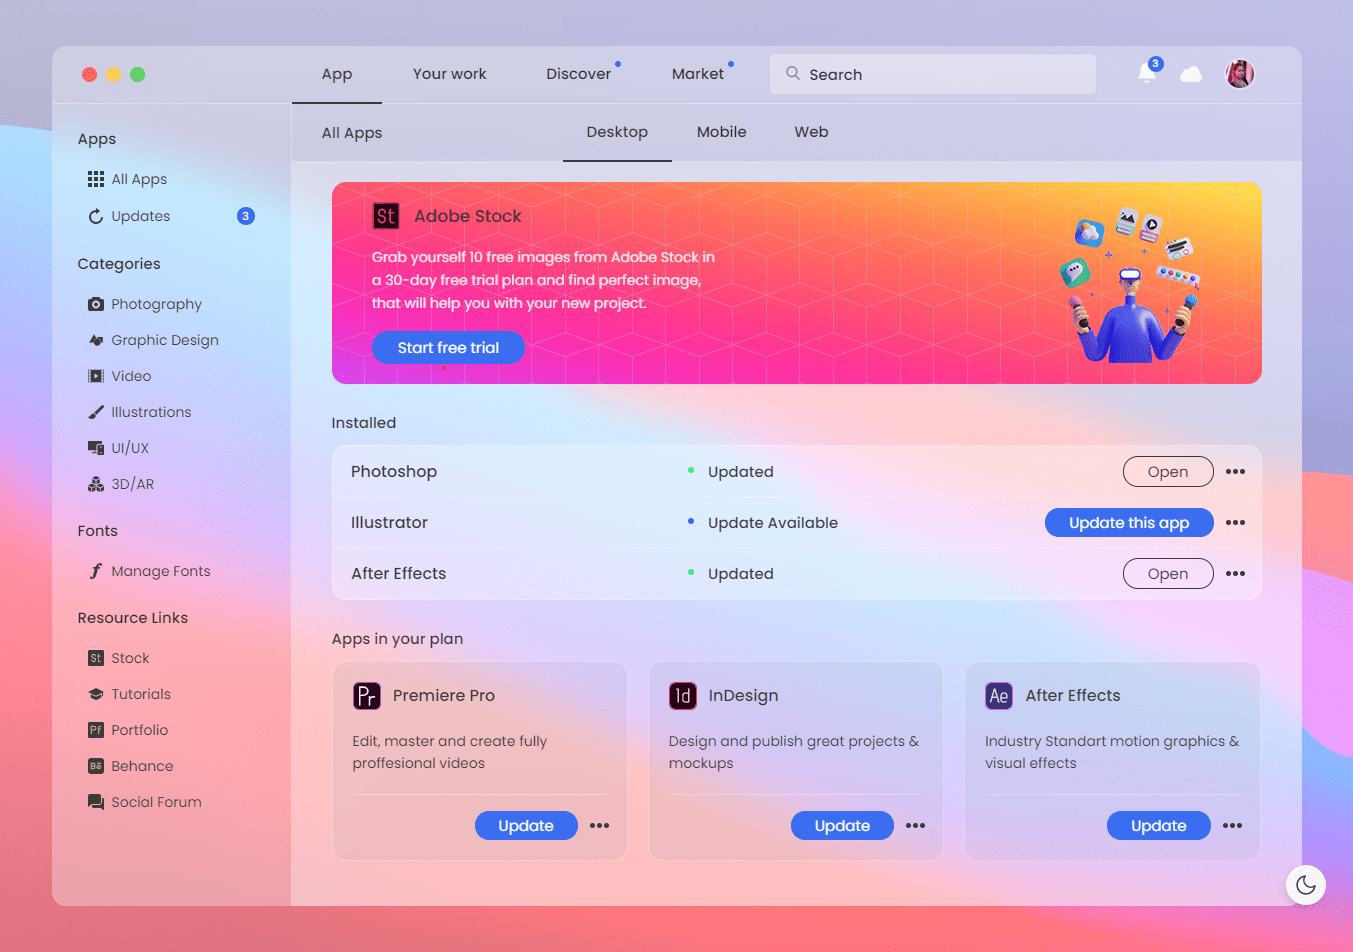 App
Your work
Discover
Market
Search
3
Apps
All Apps
Updates
3
Categories
Photography
Graphic Design
Video
Illustrations
UI/UX
3D/AR
Fonts
Manage Fonts
Resource Links
St Stock
Tutorials
Pf Portfolio
Bē Behance
Social Forum
All Apps
Desktop
Mobile
Web
St Adobe Stock
Grab yourself 10 free images from Adobe Stock in
a 30-day free trial plan and find perfect image,
that will help you with your new project.
Start free trial
Installed
Photoshop Updated Open
Illustrator Update Available Update this app
After Effects Updated Open
Apps in your plan
Pr Premiere Pro
Edit, master and create fully
proffesional videos
Update
Id InDesign
Design and publish great projects &
mockups
Update
Ae After Effects
Industry Standart motion graphics &
visual effects
Update